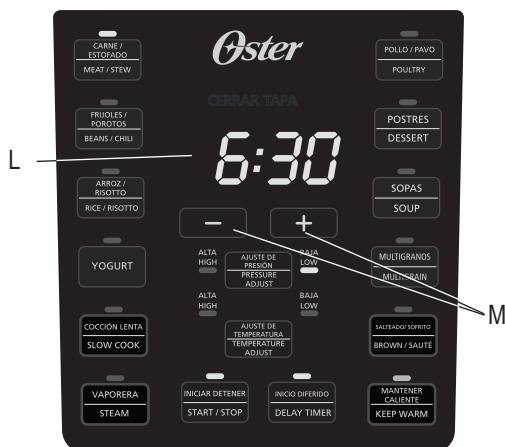 Oster
CERRAR TAPA
6:30
L
M
CARNE /
ESTOFADO
MEAT / STEW
FRIJOLES /
POROTOS
BEANS / CHILI
ARROZ /
RISOTTO
RICE / RISOTTO
YOGURT
COCCIÓN LENTA
SLOW COOK
VAPORERA
STEAM
− +
ALTA
HIGH
AJUSTE DE
PRESIÓN
PRESSURE
ADJUST
BAJA
LOW
ALTA
HIGH
AJUSTE DE
TEMPERATURA
TEMPERATURE
ADJUST
BAJA
LOW
INICIAR DETENER
START / STOP
INICIO DIFERIDO
DELAY TIMER
POLLO / PAVO
POULTRY
POSTRES
DESSERT
SOPAS
SOUP
MULTIGRANOS
MULTIGRAIN
SALTEADO/ SOFRITO
BROWN / SAUTÉ
MANTENER
CALIENTE
KEEP WARM